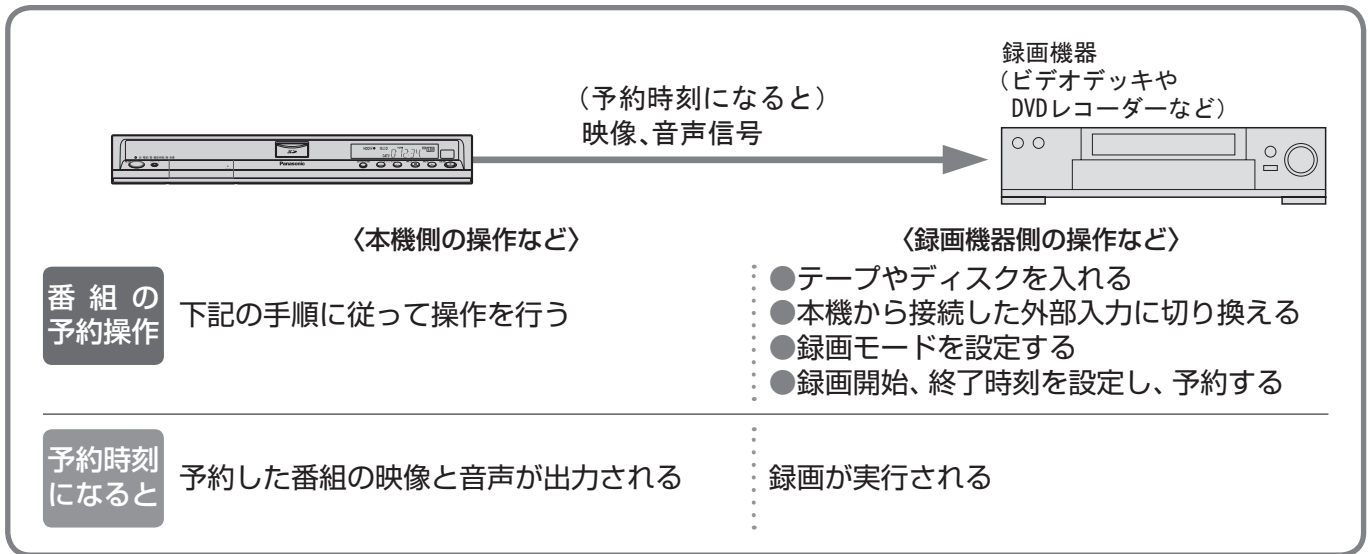 録画機器
（ビデオデッキや
DVDレコーダーなど）
（予約時刻になると）
映像、音声信号
Panasonic
〈本機側の操作など〉
〈録画機器側の操作など〉
番組の
予約操作
下記の手順に従って操作を行う
●テープやディスクを入れる
●本機から接続した外部入力に切り換える
●録画モードを設定する
●録画開始、終了時刻を設定し、予約する
予約時刻
になると
予約した番組の映像と音声が出力される
録画が実行される